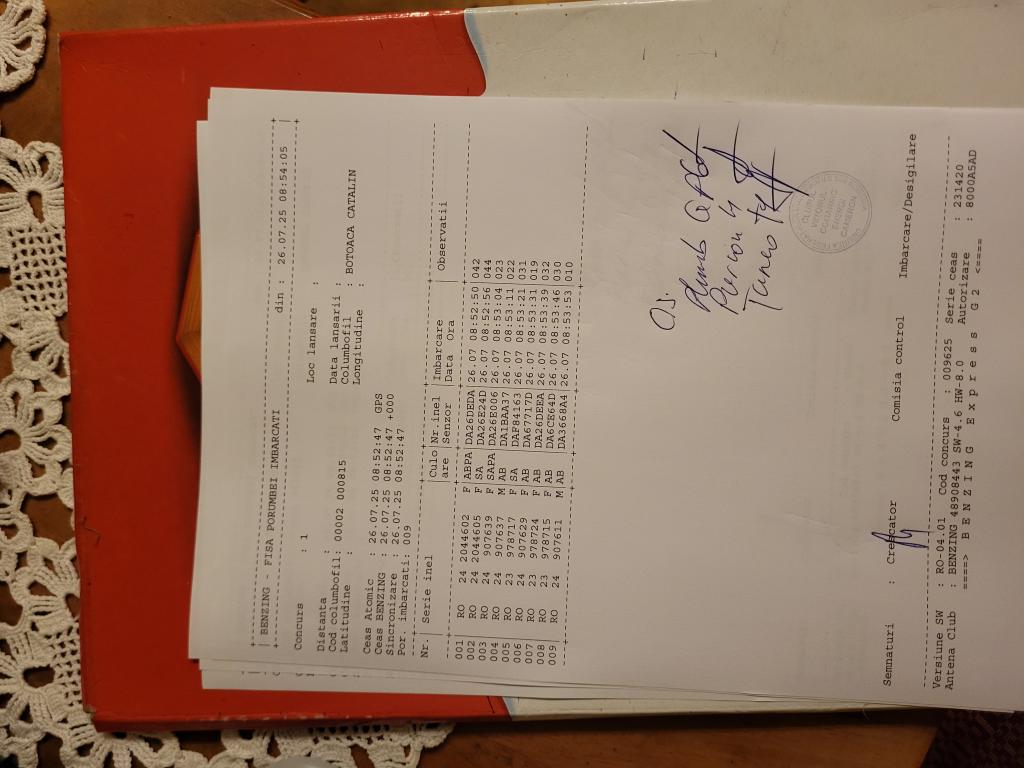 BENZING - FISA PORUMBEI IMBARCATI din : 26.07.25 08:54:05
Concurs : 1 Loc lansare :
Distanta : Data lansarii :
Cod columbofil: 00002 000815 Columbofil : BOTOACA CATALIN
Latitudine : Longitudine :
Ceas Atomic : 26.07.25 08:52:47 GPS
Ceas BENZING : 26.07.25 08:52:47 +000
Sincronizare : 26.07.25 08:52:47
Por. imbarcati: 009
Nr. Serie inel Culo Nr.inel Imbarcare Observatii
are Senzor Data Ora
001 RO 24 2044602 F ABPA DA26DEDA 26.07 08:52:50 042
002 RO 24 2044605 F SA DA26E24D 26.07 08:52:56 044
003 RO 24 907639 F SAPA DA26E006 26.07 08:53:04 023
004 RO 24 907637 M AB DA1BAA37 26.07 08:53:11 022
005 RO 23 978717 F SA DAF84163 26.07 08:53:21 031
006 RO 24 907629 F AB DA67717D 26.07 08:53:31 019
007 RO 23 978724 F AB DA26DEEA 26.07 08:53:39 032
008 RO 23 978715 F AB DA6CE64D 26.07 08:53:46 030
009 RO 24 907611 M AB DA3668A4 26.07 08:53:53 010
Semnaturi : Crescator Comisia control Imbarcare/Desigilare
Versiune SW : RO-04.01 Cod concurs : 009625 Serie ceas : 231420
Antena Club : BENZING 48908443 SW-4.6 HW-8.0 Autorizare : 8000A5AD
====> B E N Z I N G E x p r e s s G 2 <====